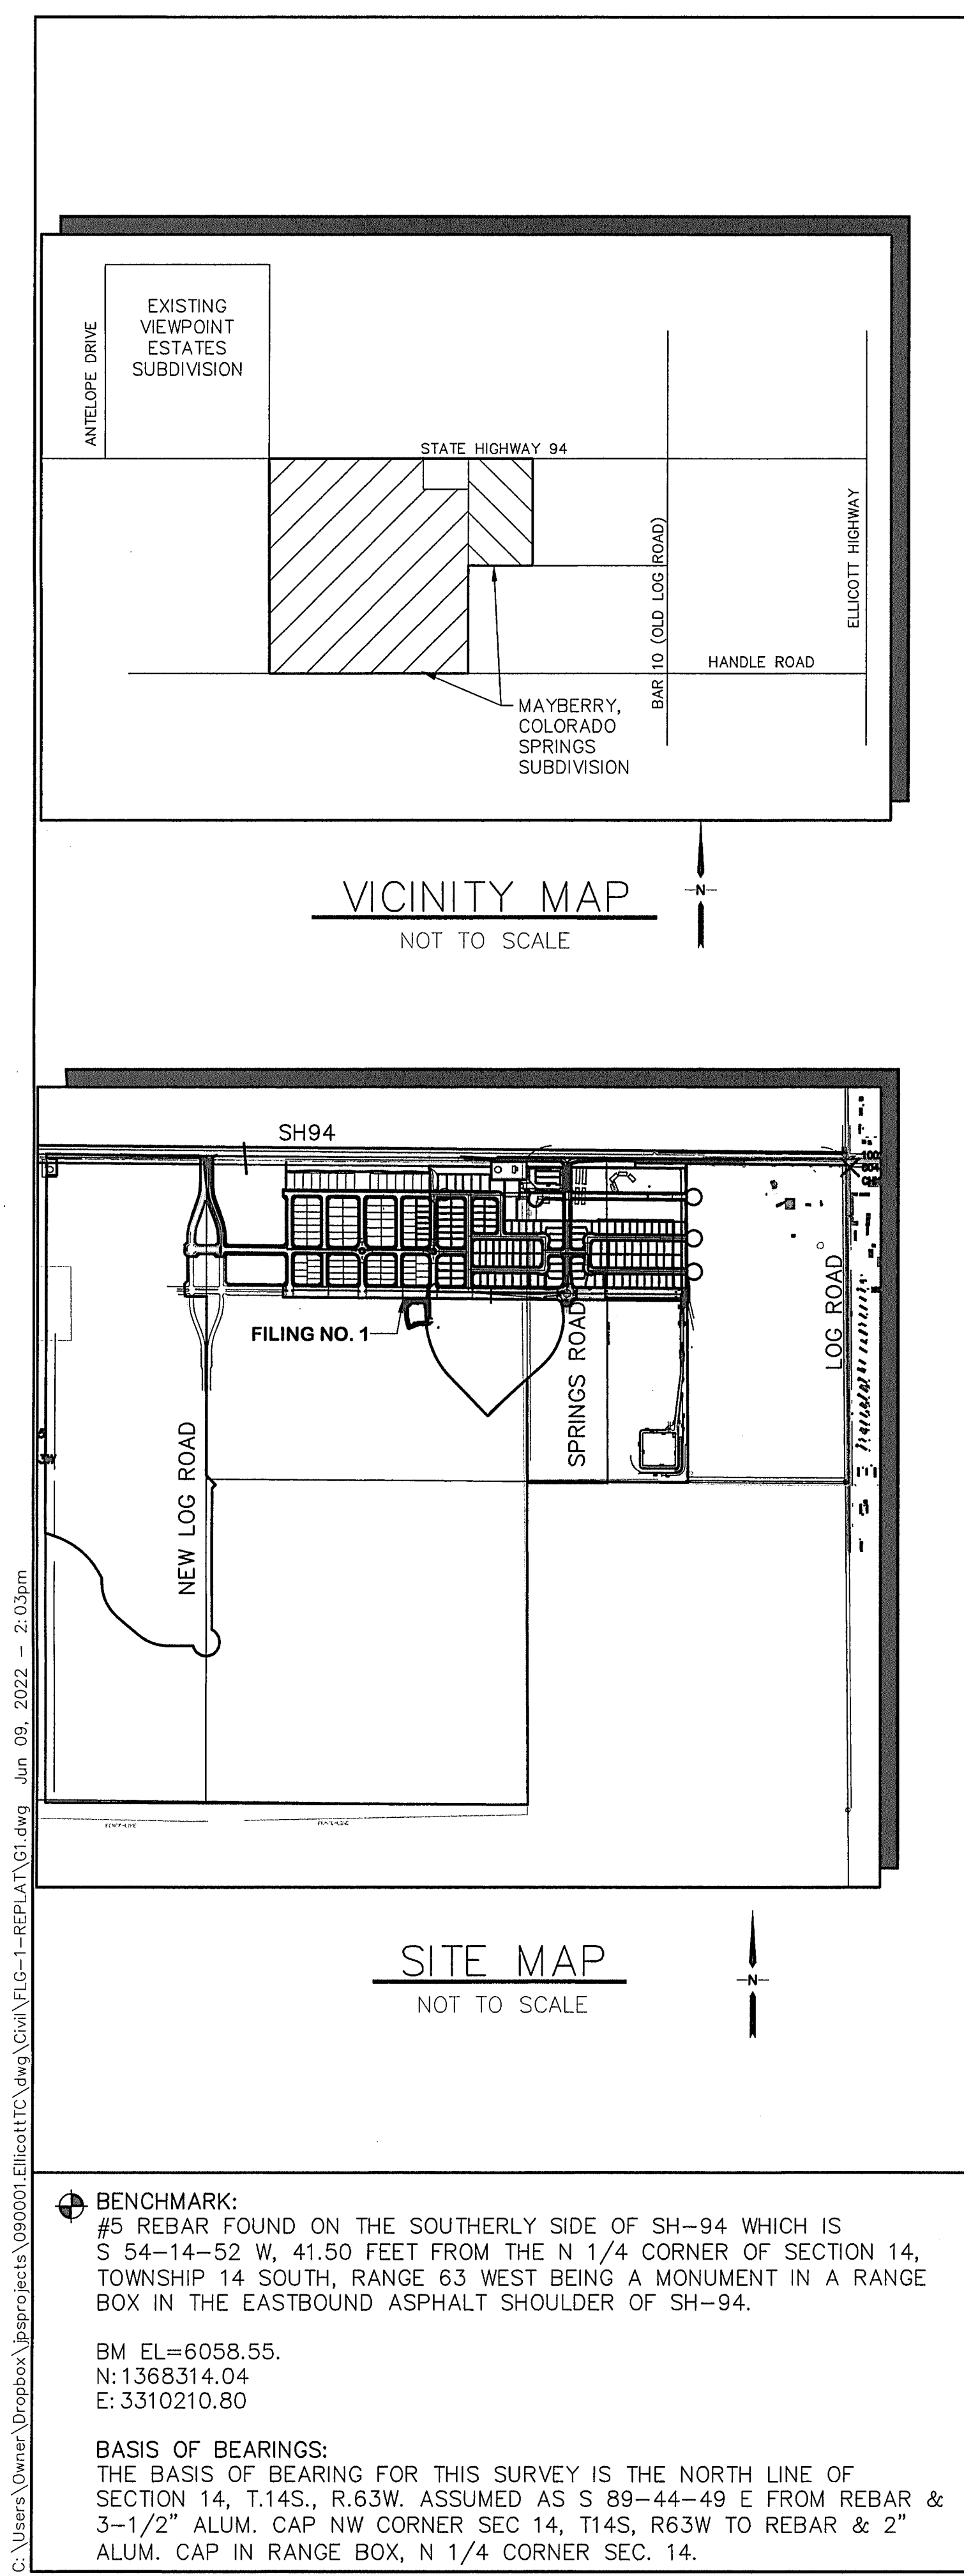 EXISTING
VIEWPOINT
ESTATES
SUBDIVISION
ANTELOPE DRIVE
STATE HIGHWAY 94
BAR 10 (OLD LOG ROAD)
ELLICOTT HIGHWAY
HANDLE ROAD
MAYBERRY,
COLORADO
SPRINGS
SUBDIVISION
VICINITY MAP
NOT TO SCALE
N
SH94
FILING NO. 1
SPRINGS ROAD
LOG ROAD
NEW LOG ROAD
SITE MAP
NOT TO SCALE
N
C:\Users\Owner\Dropbox\jpsprojects\090001.EllicottTC\dwg\Civil\FLG-1-REPLAT\G1.dwg Jun 09, 2022 - 2:03pm
BENCHMARK:
#5 REBAR FOUND ON THE SOUTHERLY SIDE OF SH-94 WHICH IS
S 54-14-52 W, 41.50 FEET FROM THE N 1/4 CORNER OF SECTION 14,
TOWNSHIP 14 SOUTH, RANGE 63 WEST BEING A MONUMENT IN A RANGE
BOX IN THE EASTBOUND ASPHALT SHOULDER OF SH-94.
BM EL=6058.55.
N:1368314.04
E:3310210.80
BASIS OF BEARINGS:
THE BASIS OF BEARING FOR THIS SURVEY IS THE NORTH LINE OF
SECTION 14, T.14S., R.63W. ASSUMED AS S 89-44-49 E FROM REBAR &
3-1/2" ALUM. CAP NW CORNER SEC 14, T14S, R63W TO REBAR & 2"
ALUM. CAP IN RANGE BOX, N 1/4 CORNER SEC. 14.